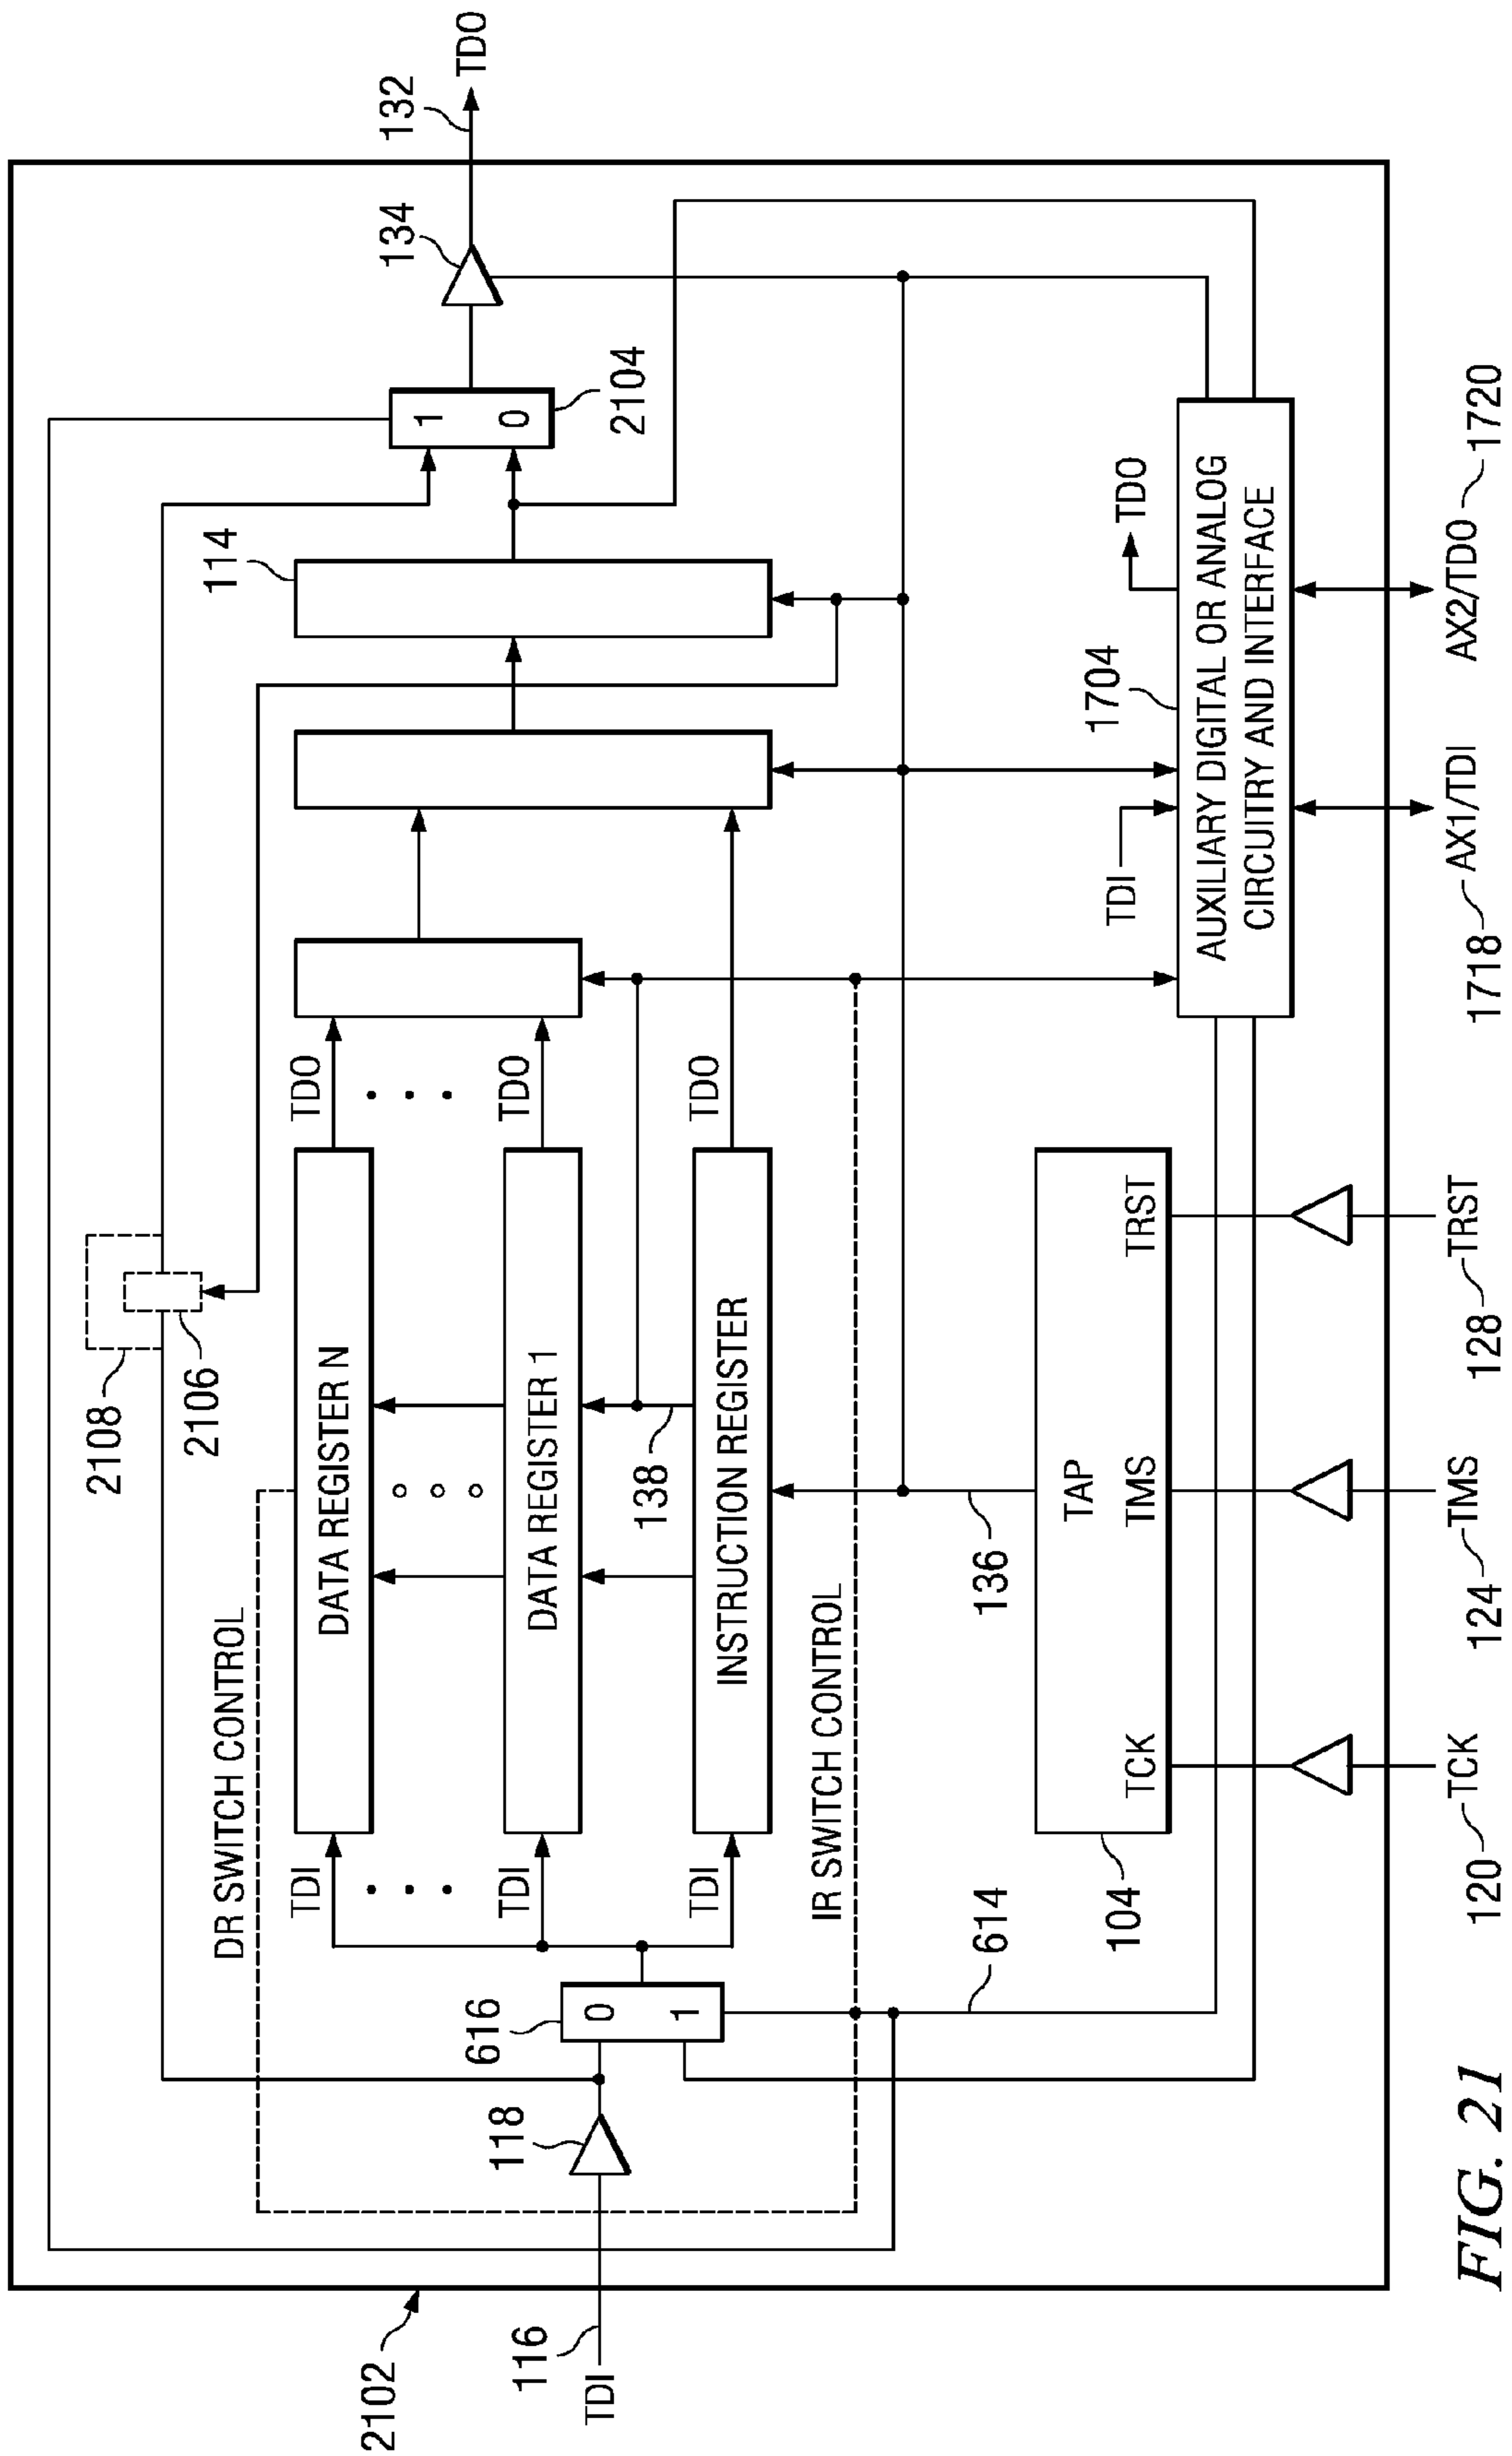 2102
116
TDI
118
616
0
1
DR SWITCH CONTROL
2108
2106
TDI
TDI
TDI
DATA REGISTER N
DATA REGISTER 1
INSTRUCTION REGISTER
138
TDO
TDO
TDO
114
1
0
2104
134
132
TDO
IR SWITCH CONTROL
614
136
104
TAP
TCK
TMS
TRST
TDI
1704
TDO
AUXILIARY DIGITAL OR ANALOG
CIRCUITRY AND INTERFACE
120 TCK
124 TMS
128 TRST
1718 AX1/TDI
AX2/TDO 1720
FIG. 21